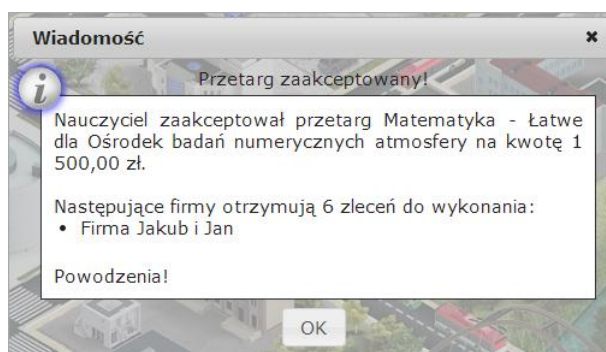 Wiadomość
Przetarg zaakceptowany!
Nauczyciel zaakceptował przetarg Matematyka - Łatwe
dla Ośrodek badań numerycznych atmosfery na kwotę 1
500,00 zł.
Następujące firmy otrzymują 6 zleceń do wykonania:
• Firma Jakub i Jan
Powodzenia!
OK